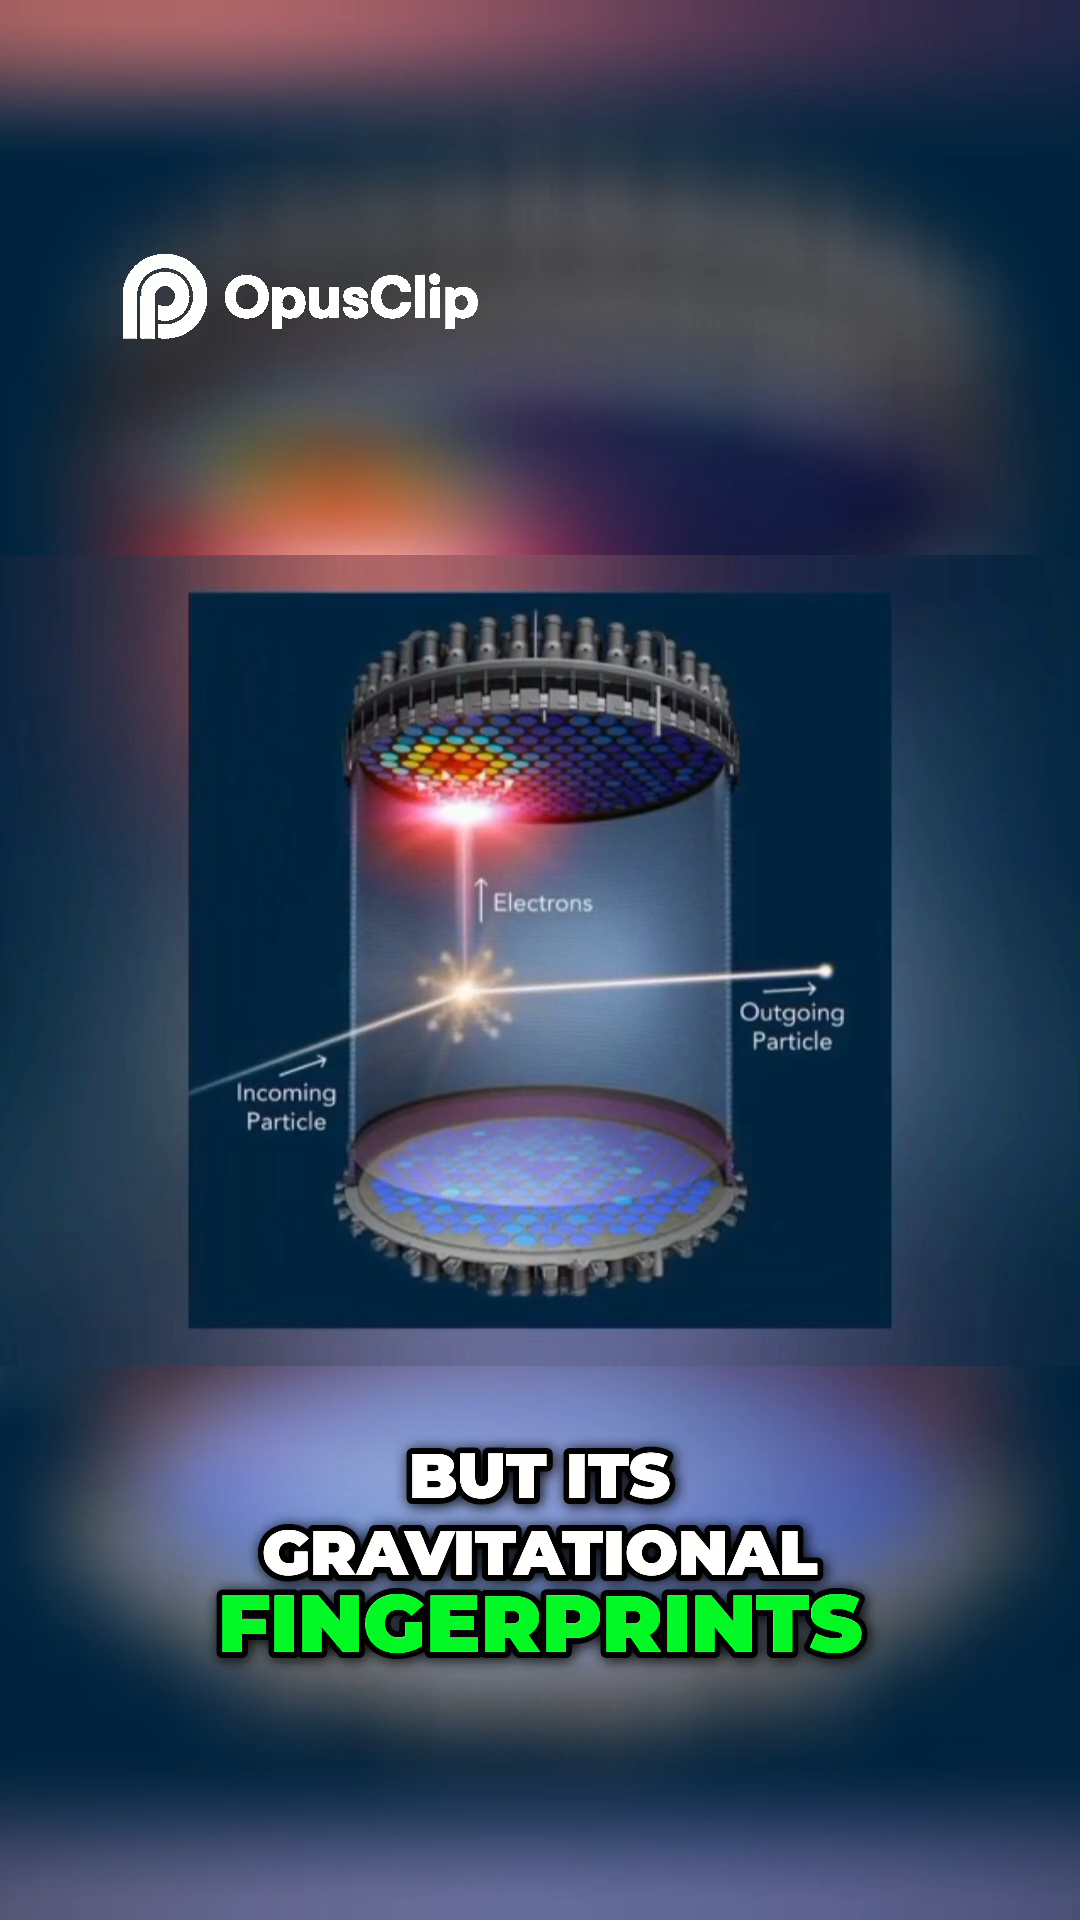 OpusClip
Electrons
Outgoing
Particle
Incoming
Particle
BUT ITS
GRAVITATIONAL
FINGERPRINTS